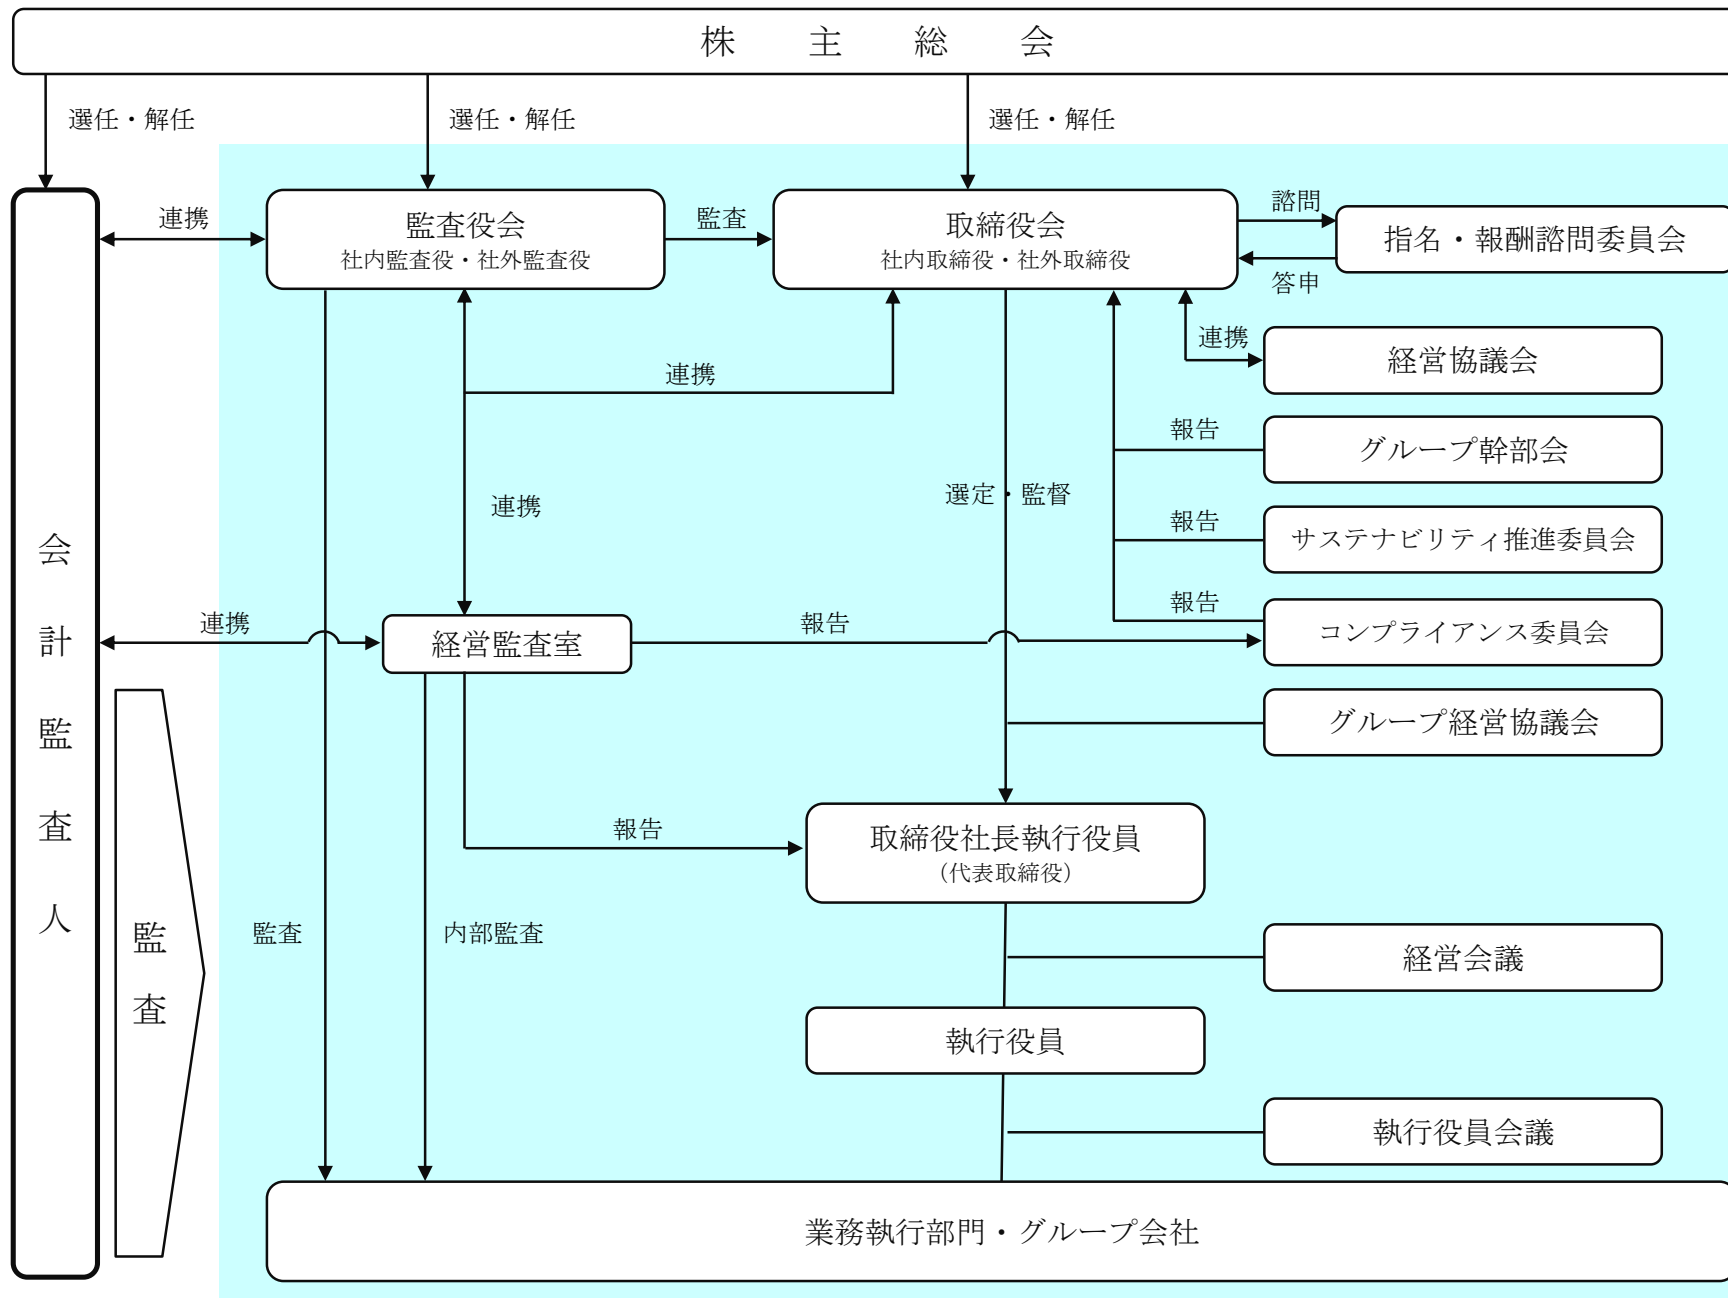 株主総会
選任・解任
選任・解任
選任・解任
会計監査人
連携
監査役会
社内監査役・社外監査役
監査
取締役会
社内取締役・社外取締役
諮問
答申
指名・報酬諮問委員会
連携
経営協議会
連携
報告
グループ幹部会
連携
選定・監督
報告
サステナビリティ推進委員会
連携
経営監査室
報告
報告
コンプライアンス委員会
グループ経営協議会
報告
取締役社長執行役員
（代表取締役）
監査
監査
内部監査
経営会議
執行役員
執行役員会議
業務執行部門・グループ会社